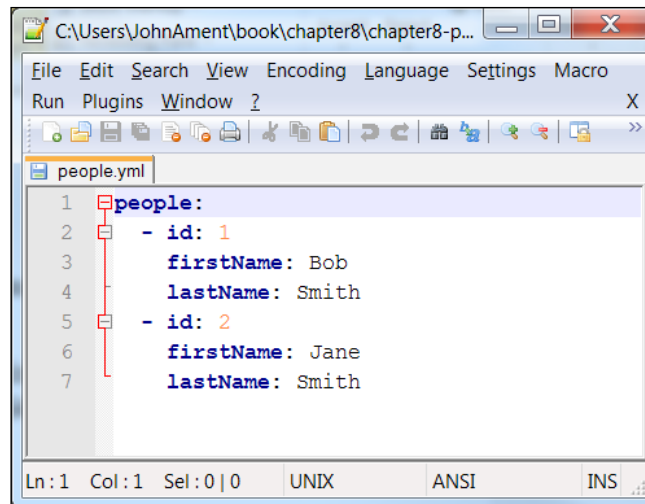 C:\Users\JohnAment\book\chapter8\chapter8-p... X
File Edit Search View Encoding Language Settings Macro
Run Plugins Window ? X
people.yml
1 people:
2 - id: 1
3 firstName: Bob
4 lastName: Smith
5 - id: 2
6 firstName: Jane
7 lastName: Smith
Ln : 1 Col : 1 Sel : 0 | 0 UNIX ANSI INS